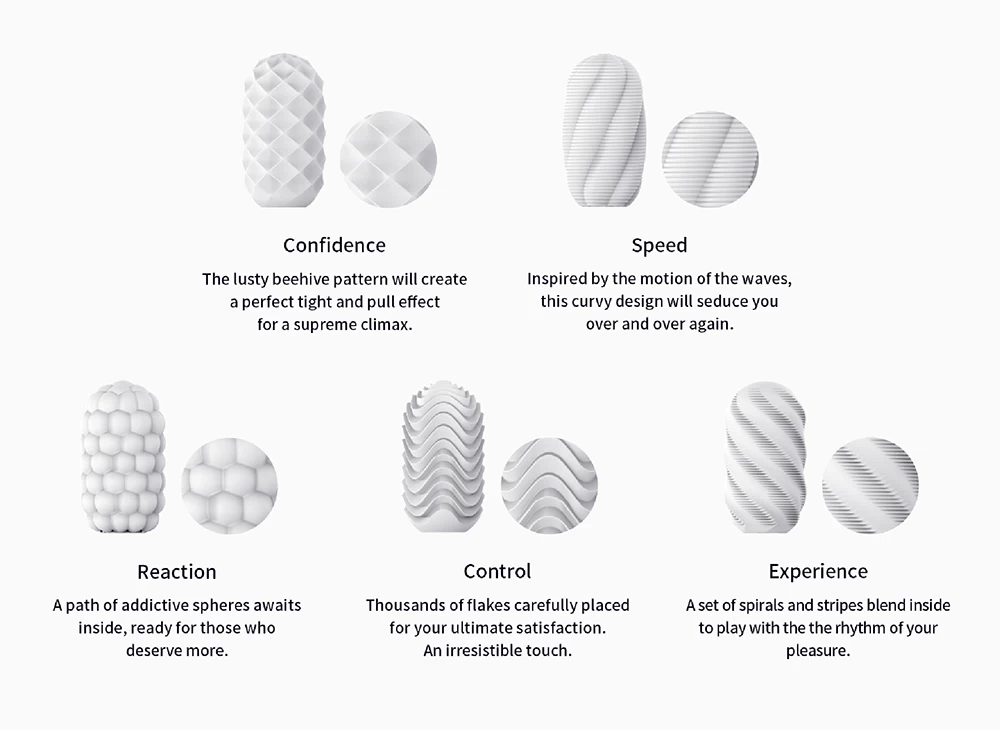 Confidence
The lusty beehive pattern will create
a perfect tight and pull effect
for a supreme climax.
Speed
Inspired by the motion of the waves,
this curvy design will seduce you
over and over again.
Reaction
A path of addictive spheres awaits
inside, ready for those who
deserve more.
Control
Thousands of flakes carefully placed
for your ultimate satisfaction.
An irresistible touch.
Experience
A set of spirals and stripes blend inside
to play with the the rhythm of your
pleasure.